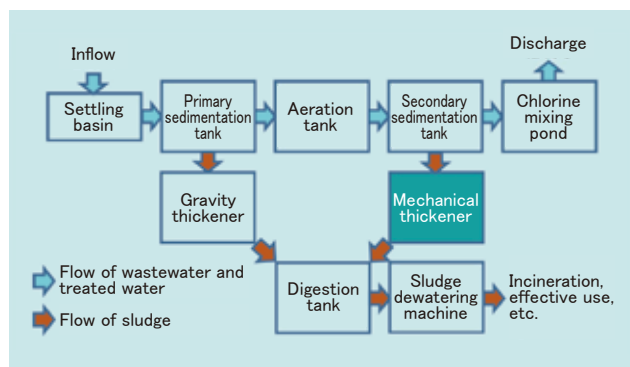 Inflow
Discharge
Settling
basin
Primary
sedimentation
tank
Aeration
tank
Secondary
sedimentation
tank
Chlorine
mixing
pond
Gravity
thickener
Mechanical
thickener
Digestion
tank
Sludge
dewatering
machine
Incineration,
effective use,
etc.
Flow of wastewater and
treated water
Flow of sludge